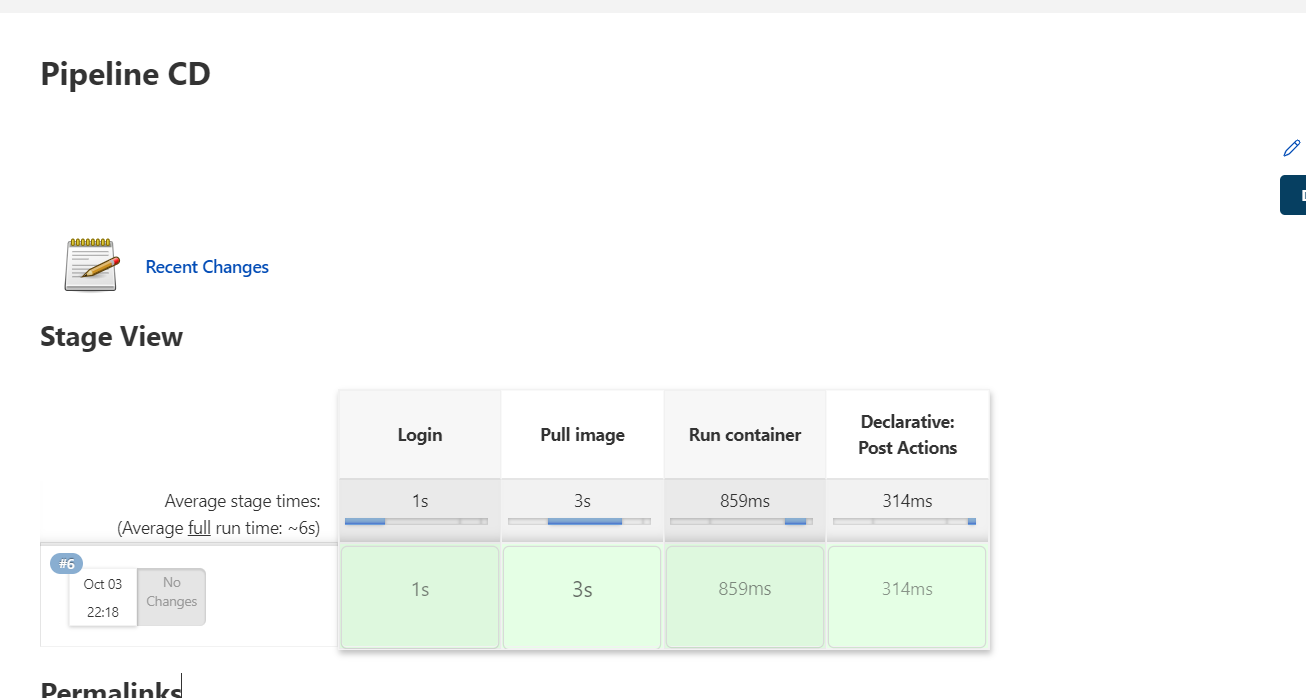 Pipeline CD
Recent Changes
Stage View
Login
Pull image
Run container
Declarative:
Post Actions
Average stage times:
(Average full run time: ~6s)
1s
3s
859ms
314ms
#6
Oct 03
22:18
No
Changes
1s
3s
859ms
314ms
Permalinks